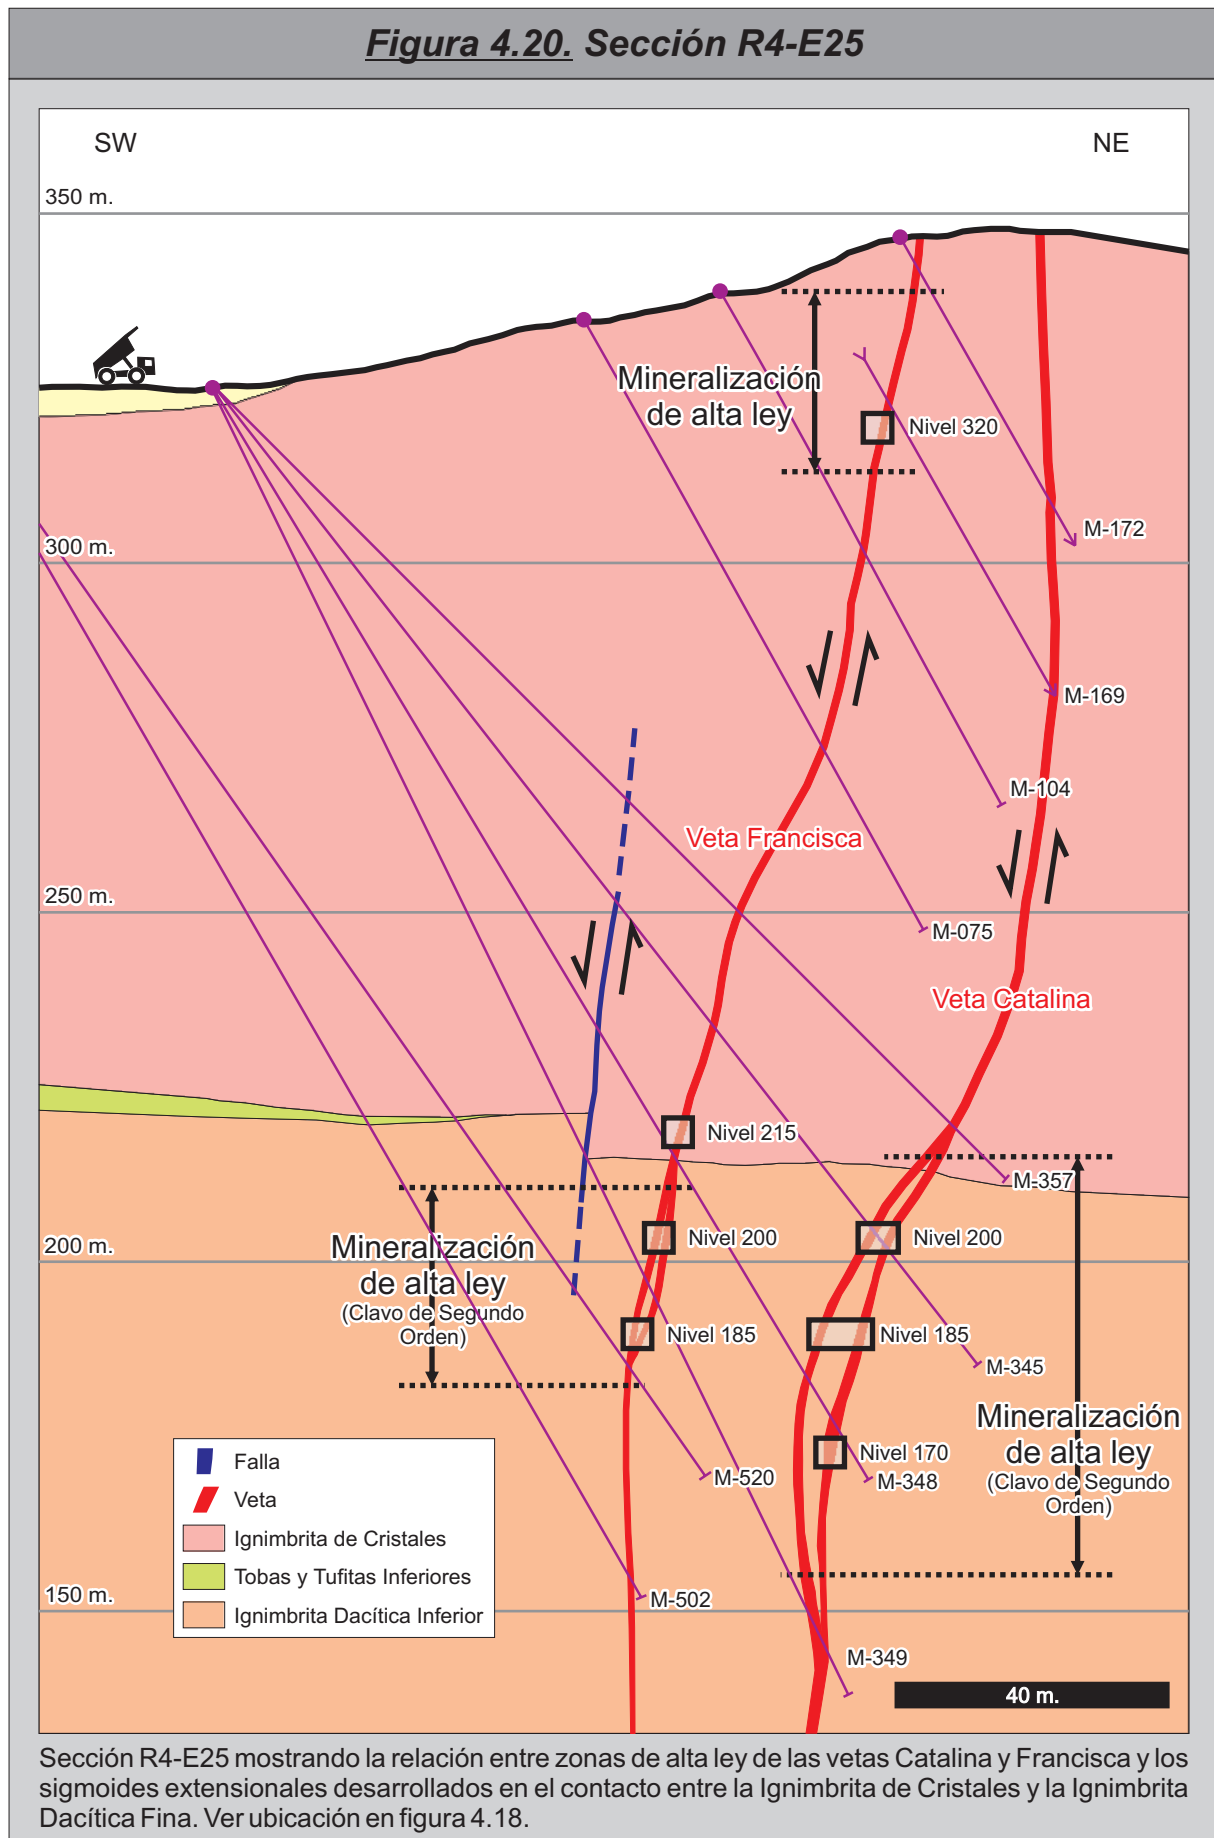 Figura 4.20. Sección R4-E25
SW
NE
350 m.
Mineralización
de alta ley
Nivel 320
M-172
300 m.
M-169
M-104
Veta Francisca
250 m.
M-075
Veta Catalina
Nivel 215
M-357
Nivel 200
Nivel 200
200 m.
Mineralización
de alta ley
(Clavo de Segundo
Orden)
Nivel 185
Nivel 185
M-345
Mineralización
de alta ley
(Clavo de Segundo
Orden)
Nivel 170
M-348
M-520
Falla
Veta
Ignimbrita de Cristales
Tobas y Tufitas Inferiores
Ignimbrita Dacítica Inferior
150 m.
M-502
M-349
40 m.
Sección R4-E25 mostrando la relación entre zonas de alta ley de las vetas Catalina y Francisca y los
sigmoides extensionales desarrollados en el contacto entre la Ignimbrita de Cristales y la Ignimbrita
Dacítica Fina. Ver ubicación en figura 4.18.